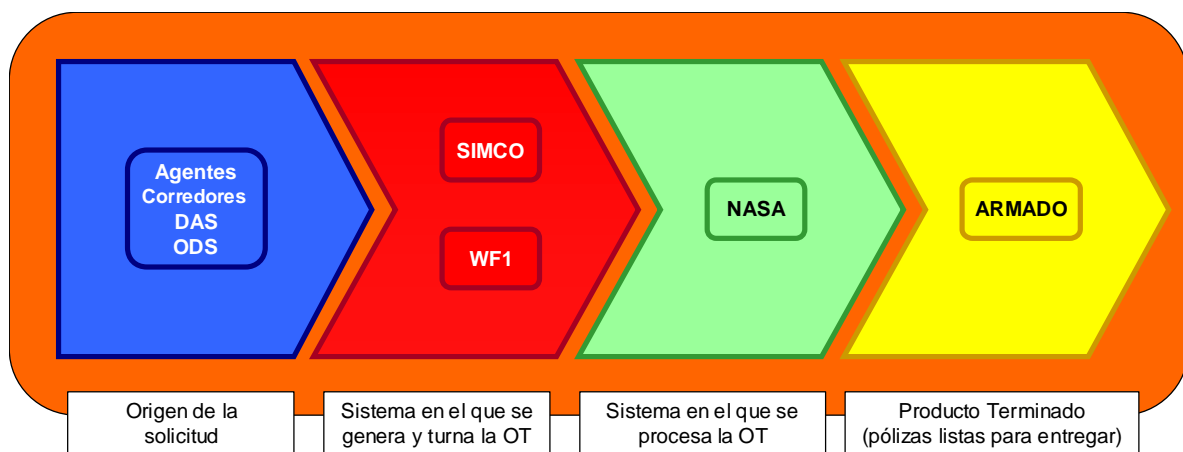 Agentes
Corredores
DAS
ODS
SIMCO
WF1
NASA
ARMADO
Origen de la
solicitud
Sistema en el que se
genera y turna la OT
Sistema en el que se
procesa la OT
Producto Terminado
(pólizas listas para entregar)